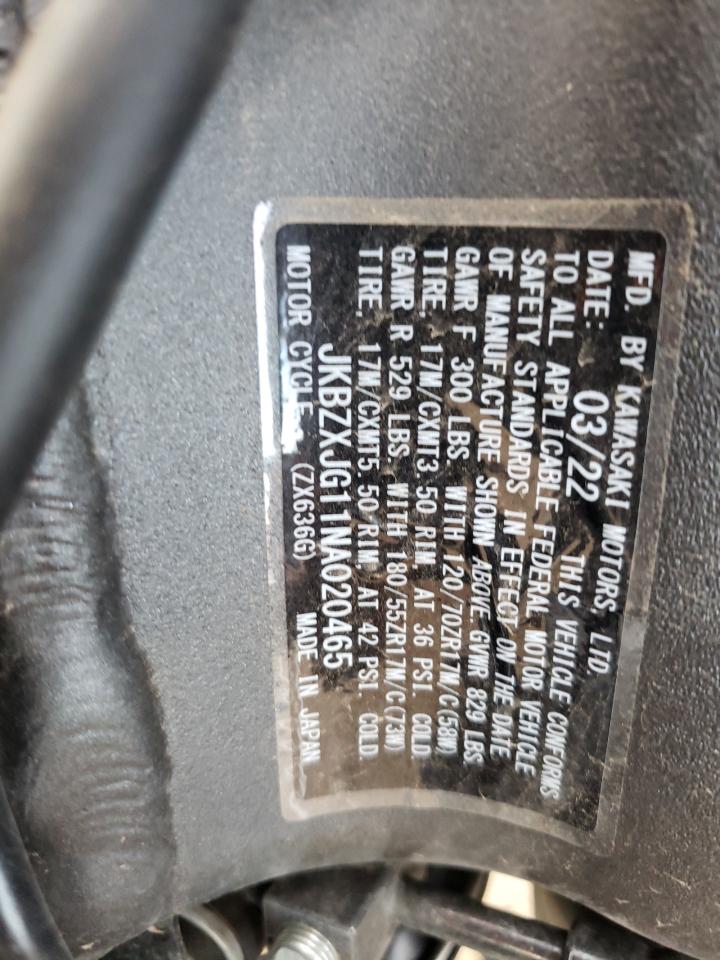 MFD. BY KAWASAKI MOTORS, LTD.
DATE: 03/22 THIS VEHICLE CONFORMS
TO ALL APPLICABLE FEDERAL MOTOR VEHICLE
SAFETY STANDARDS IN EFFECT ON THE DATE
OF MANUFACTURE SHOWN ABOVE. GVWR 829 LBS
GAWR F 300 LBS WITH 120/70ZR17M/C(58W)
TIRE, 17M/CXMT3.50 RIM, AT 36 PSI. COLD.
GAWR R 529 LBS WITH 180/55ZR17M/C(73W)
TIRE, 17M/CXMT5.50 RIM, AT 42 PSI. COLD.
JKBZXJG11NA020465
MOTOR CYCLE (ZX636G) MADE IN JAPAN